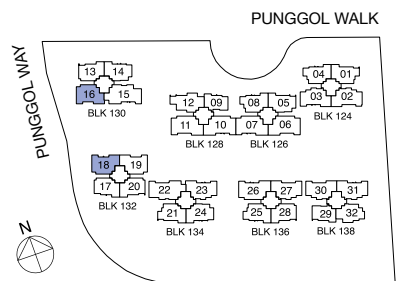 PUNGGOL WALK
PUNGGOL WAY
13 14
16 15
BLK 130
04 01
03 02
BLK 124
12 09
11 10
BLK 128
08 05
07 06
BLK 126
18 19
17 20
BLK 132
22 23
21 24
BLK 134
26 27
25 28
BLK 136
30 31
29 32
BLK 138
N